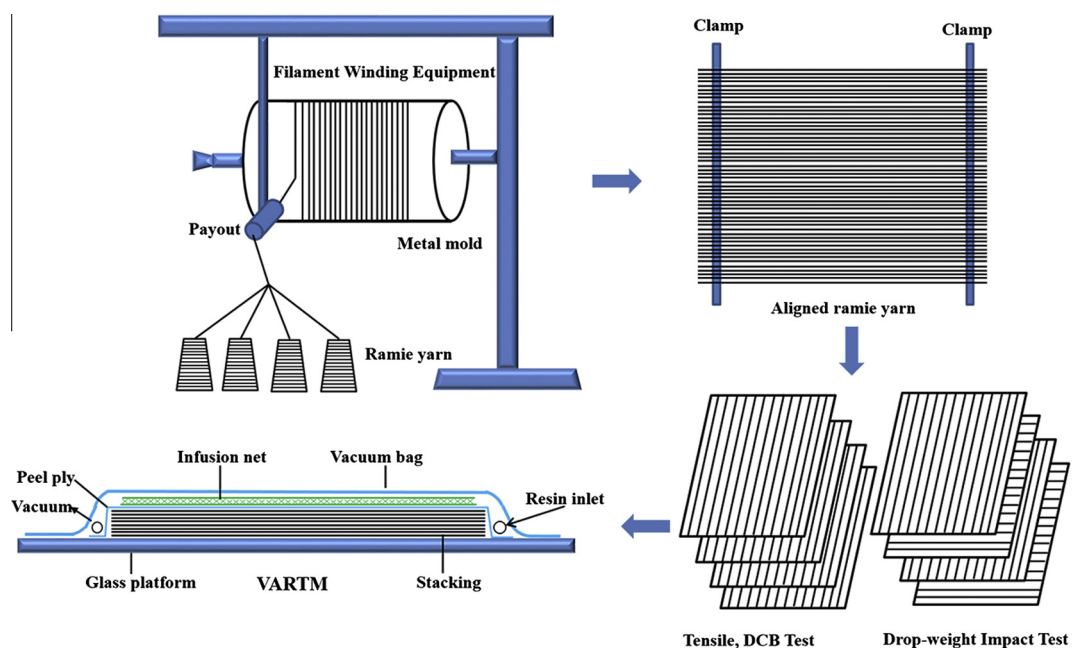 Filament Winding Equipment
Payout
Metal mold
Ramie yarn
Clamp
Clamp
Aligned ramie yarn
Tensile, DCB Test
Drop-weight Impact Test
Infusion net
Vacuum bag
Peel ply
Vacuum
Resin inlet
Glass platform
VARTM
Stacking